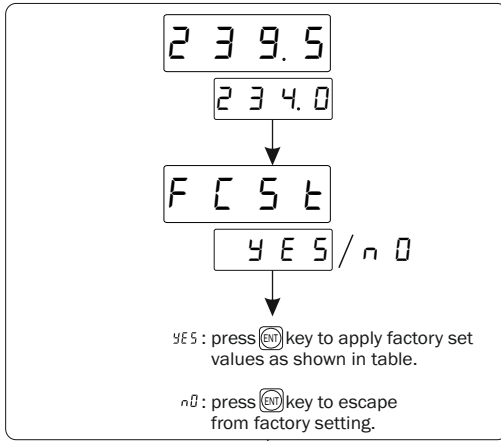 239.5
234.0
FCSt
YES/nO
YES: press ENT key to apply factory set
values as shown in table.
nO: press ENT key to escape
from factory setting.